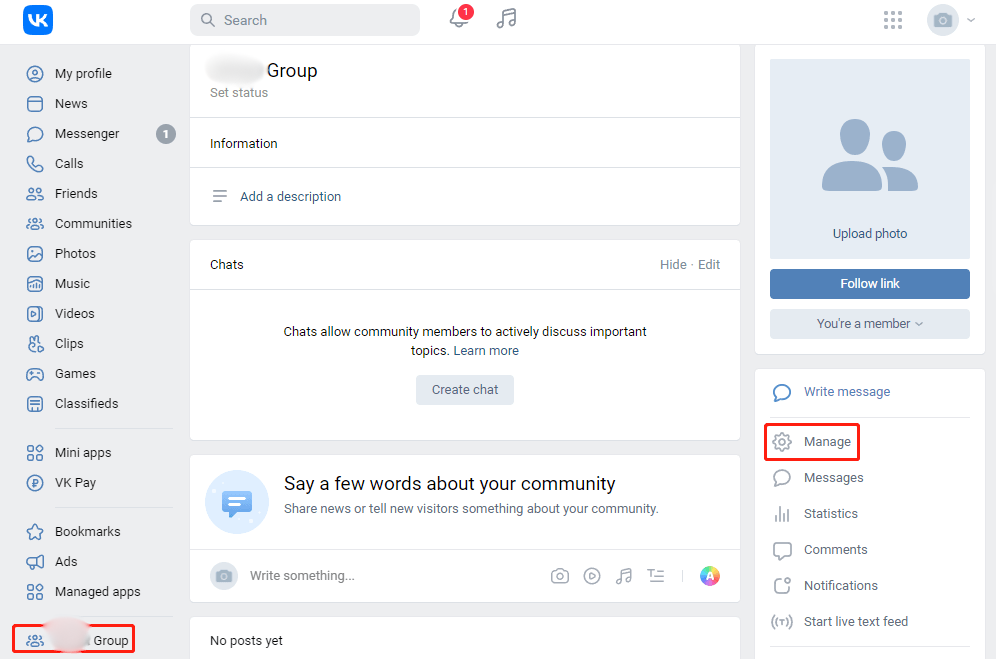 VK
Search
1
My profile
News
Messenger
1
Calls
Friends
Communities
Photos
Music
Videos
Clips
Games
Classifieds
Mini apps
VK Pay
Bookmarks
Ads
Managed apps
Group
Group
Set status
Information
Add a description
Chats
Hide · Edit
Chats allow community members to actively discuss important
topics. Learn more
Create chat
Say a few words about your community
Share news or tell new visitors something about your community.
Write something...
A
No posts yet
Upload photo
Follow link
You're a member
Write message
Manage
Messages
Statistics
Comments
Notifications
Start live text feed